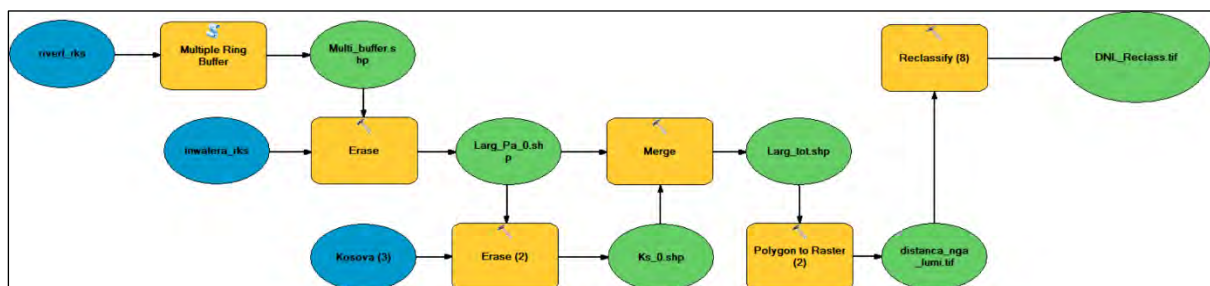 riverl_rks
Multiple Ring
Buffer
Multi_buffer.s
hp
Reclassify (8)
DNL_Reclass.tif
inwatera_rks
Erase
Larg_Pa_0.sh
p
Merge
Larg_tot.shp
Kosova (3)
Erase (2)
Ks_0.shp
Polygon to Raster
(2)
distanca_nga
_lumi.tif